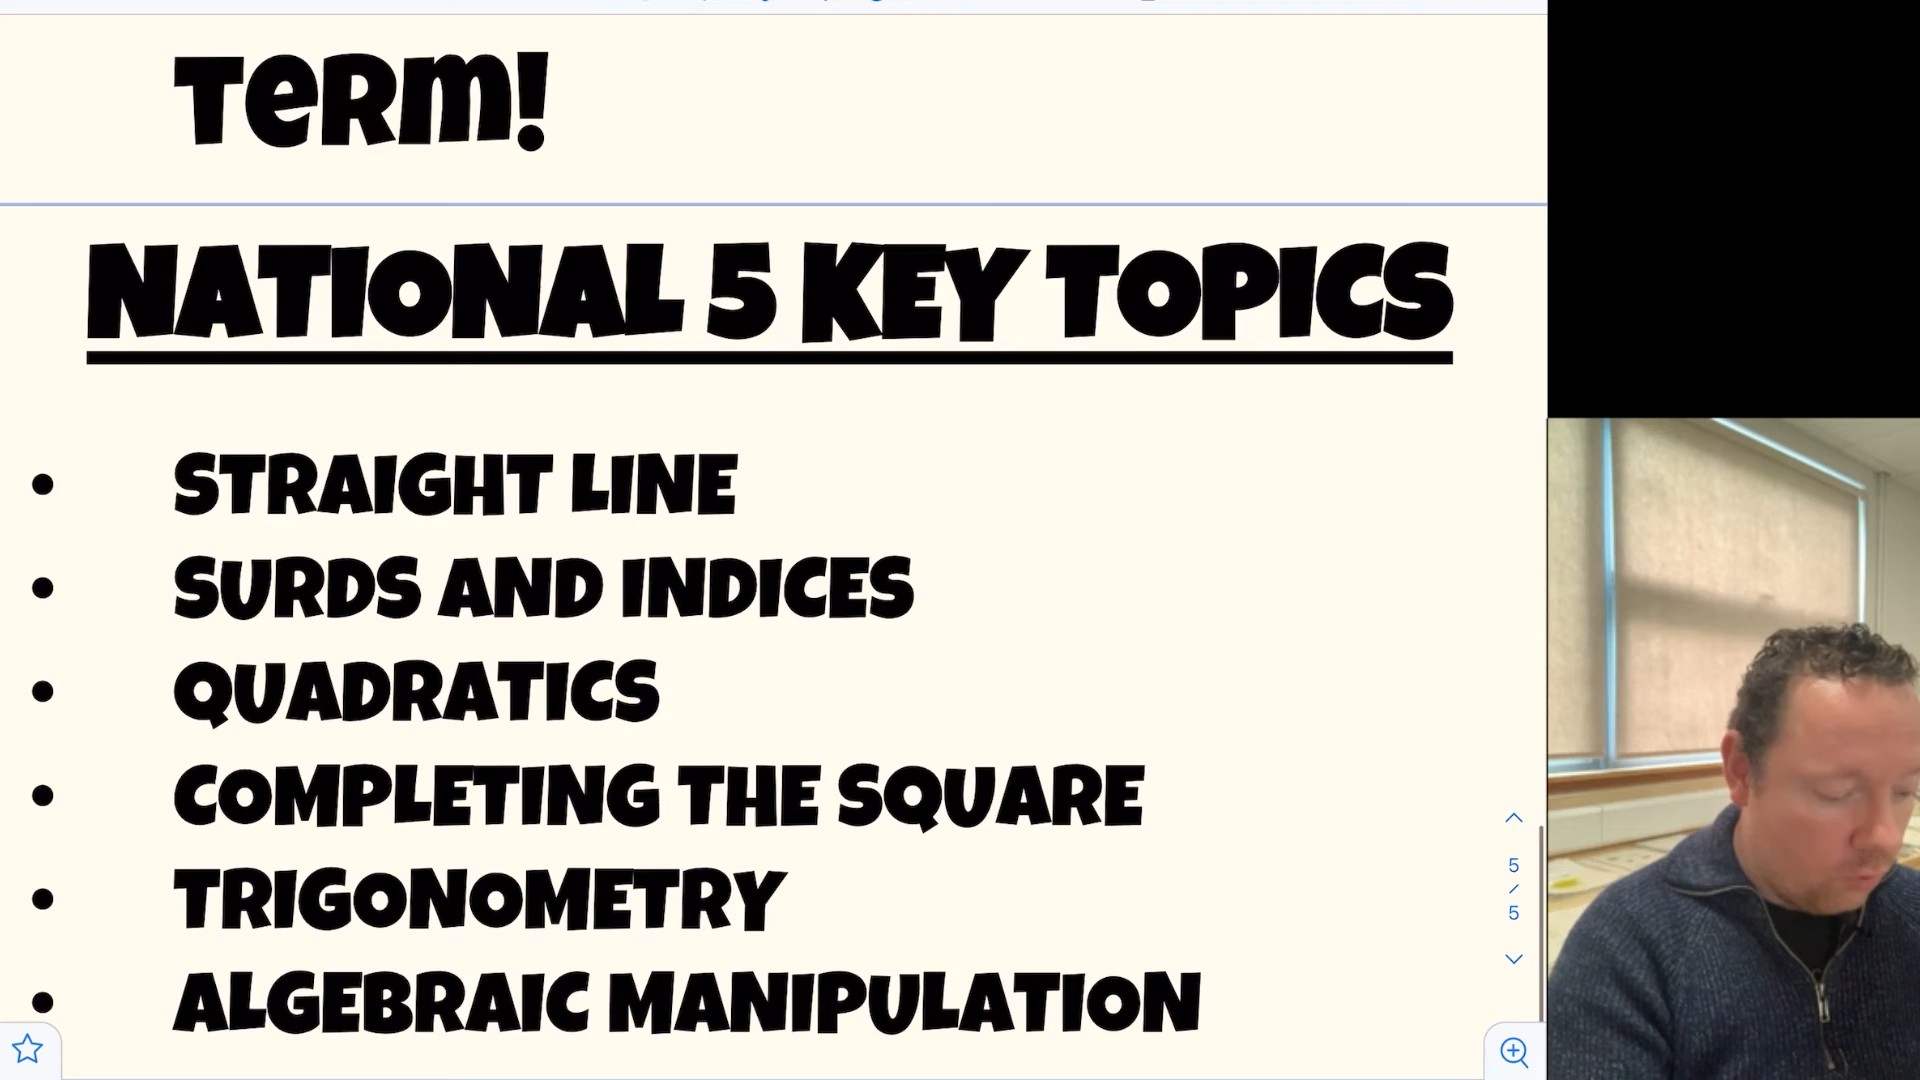 Term!
NATIONAL 5 KEY TOPICS
• STRAIGHT LINE
• SURDS AND INDICES
• QUADRATICS
• COMPLETING THE SQUARE
• TRIGONOMETRY
• ALGEBRAIC MANIPULATION
5
/
5